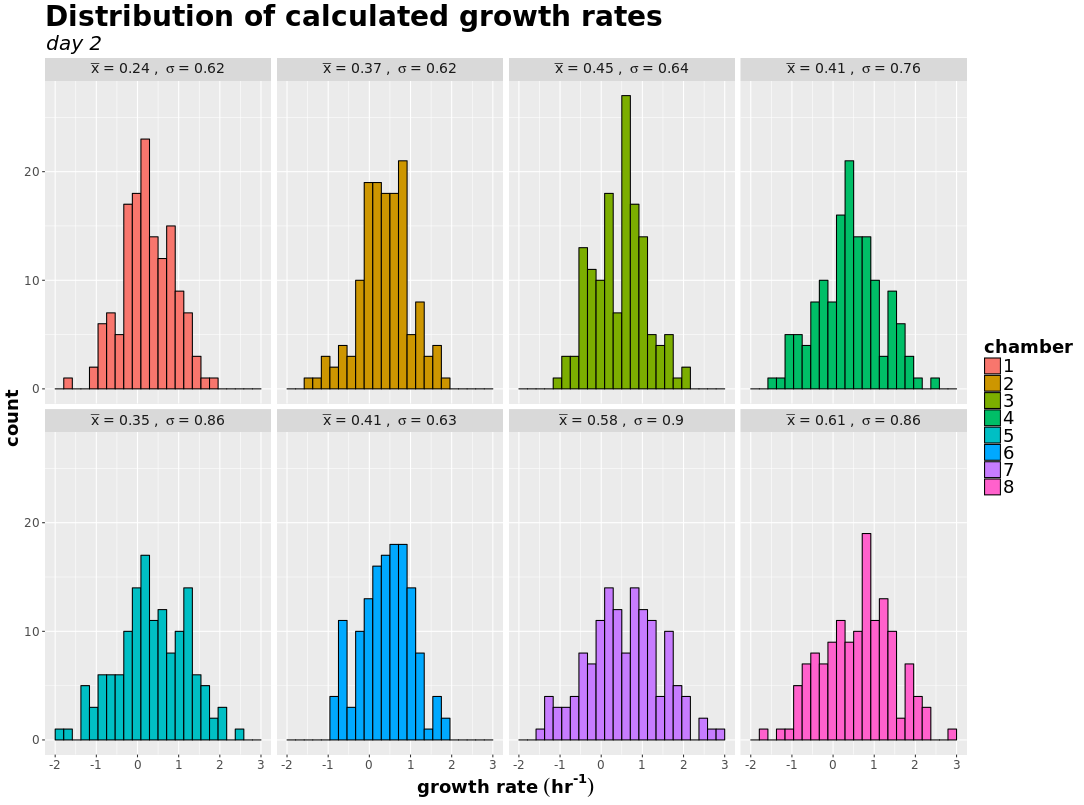 Distribution of calculated growth rates
day 2
x̅ = 0.24 , σ = 0.62
x̅ = 0.37 , σ = 0.62
x̅ = 0.45 , σ = 0.64
x̅ = 0.41 , σ = 0.76
20
10
0
x̅ = 0.35 , σ = 0.86
x̅ = 0.41 , σ = 0.63
x̅ = 0.58 , σ = 0.9
x̅ = 0.61 , σ = 0.86
20
10
0
-2 -1 0 1 2 3
-2 -1 0 1 2 3
-2 -1 0 1 2 3
-2 -1 0 1 2 3
count
growth rate (hr⁻¹)
chamber
1
2
3
4
5
6
7
8